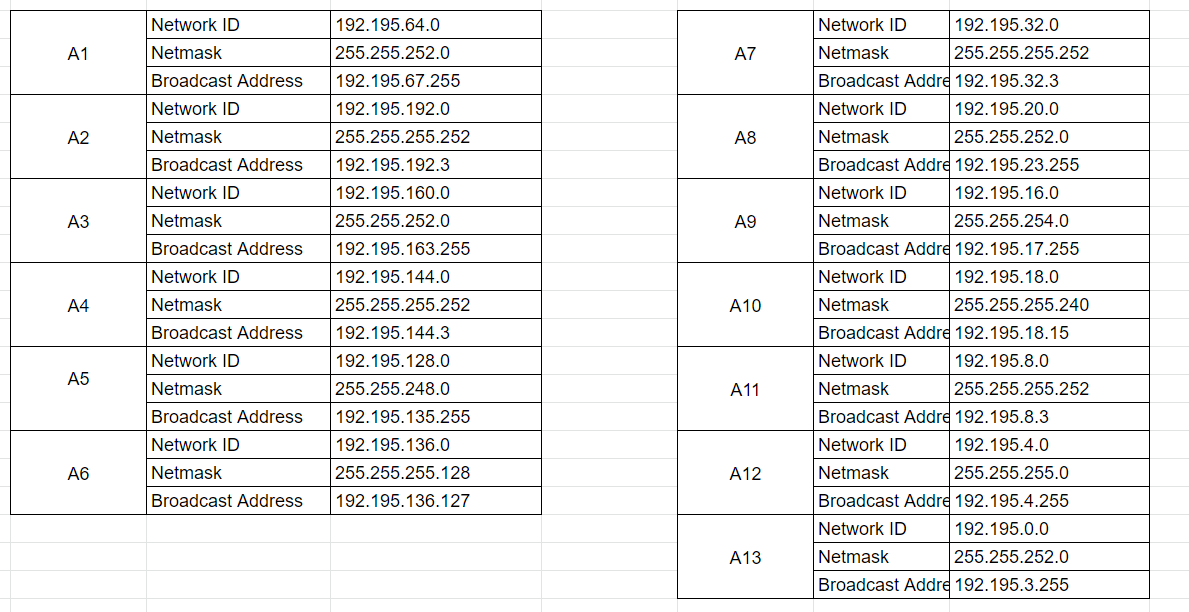 A1
Network ID 192.195.64.0
Netmask 255.255.252.0
Broadcast Address 192.195.67.255
A2
Network ID 192.195.192.0
Netmask 255.255.255.252
Broadcast Address 192.195.192.3
A3
Network ID 192.195.160.0
Netmask 255.255.252.0
Broadcast Address 192.195.163.255
A4
Network ID 192.195.144.0
Netmask 255.255.255.252
Broadcast Address 192.195.144.3
A5
Network ID 192.195.128.0
Netmask 255.255.248.0
Broadcast Address 192.195.135.255
A6
Network ID 192.195.136.0
Netmask 255.255.255.128
Broadcast Address 192.195.136.127
A7
Network ID 192.195.32.0
Netmask 255.255.255.252
Broadcast Addre 192.195.32.3
A8
Network ID 192.195.20.0
Netmask 255.255.252.0
Broadcast Addre 192.195.23.255
A9
Network ID 192.195.16.0
Netmask 255.255.254.0
Broadcast Addre 192.195.17.255
A10
Network ID 192.195.18.0
Netmask 255.255.255.240
Broadcast Addre 192.195.18.15
A11
Network ID 192.195.8.0
Netmask 255.255.255.252
Broadcast Addre 192.195.8.3
A12
Network ID 192.195.4.0
Netmask 255.255.255.0
Broadcast Addre 192.195.4.255
A13
Network ID 192.195.0.0
Netmask 255.255.252.0
Broadcast Addre 192.195.3.255